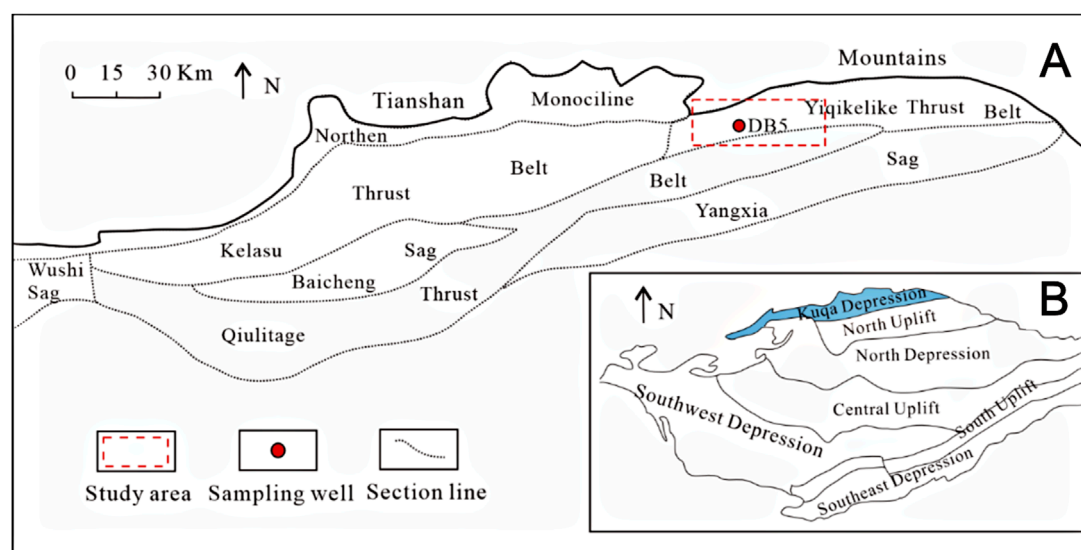 A
0 15 30 Km
N
Tianshan
Monociline
Mountains
Northen
Yiqikelike Thrust Belt
DB5
Belt
Thrust
Belt
Sag
Yangxia
Kelasu
Sag
Wushi
Sag
Baicheng
Thrust
Qiulitage
Study area
Sampling well
Section line
B
N
Kuqa Depression
North Uplift
North Depression
Southwest Depression
Central Uplift
South Uplift
Southeast Depression